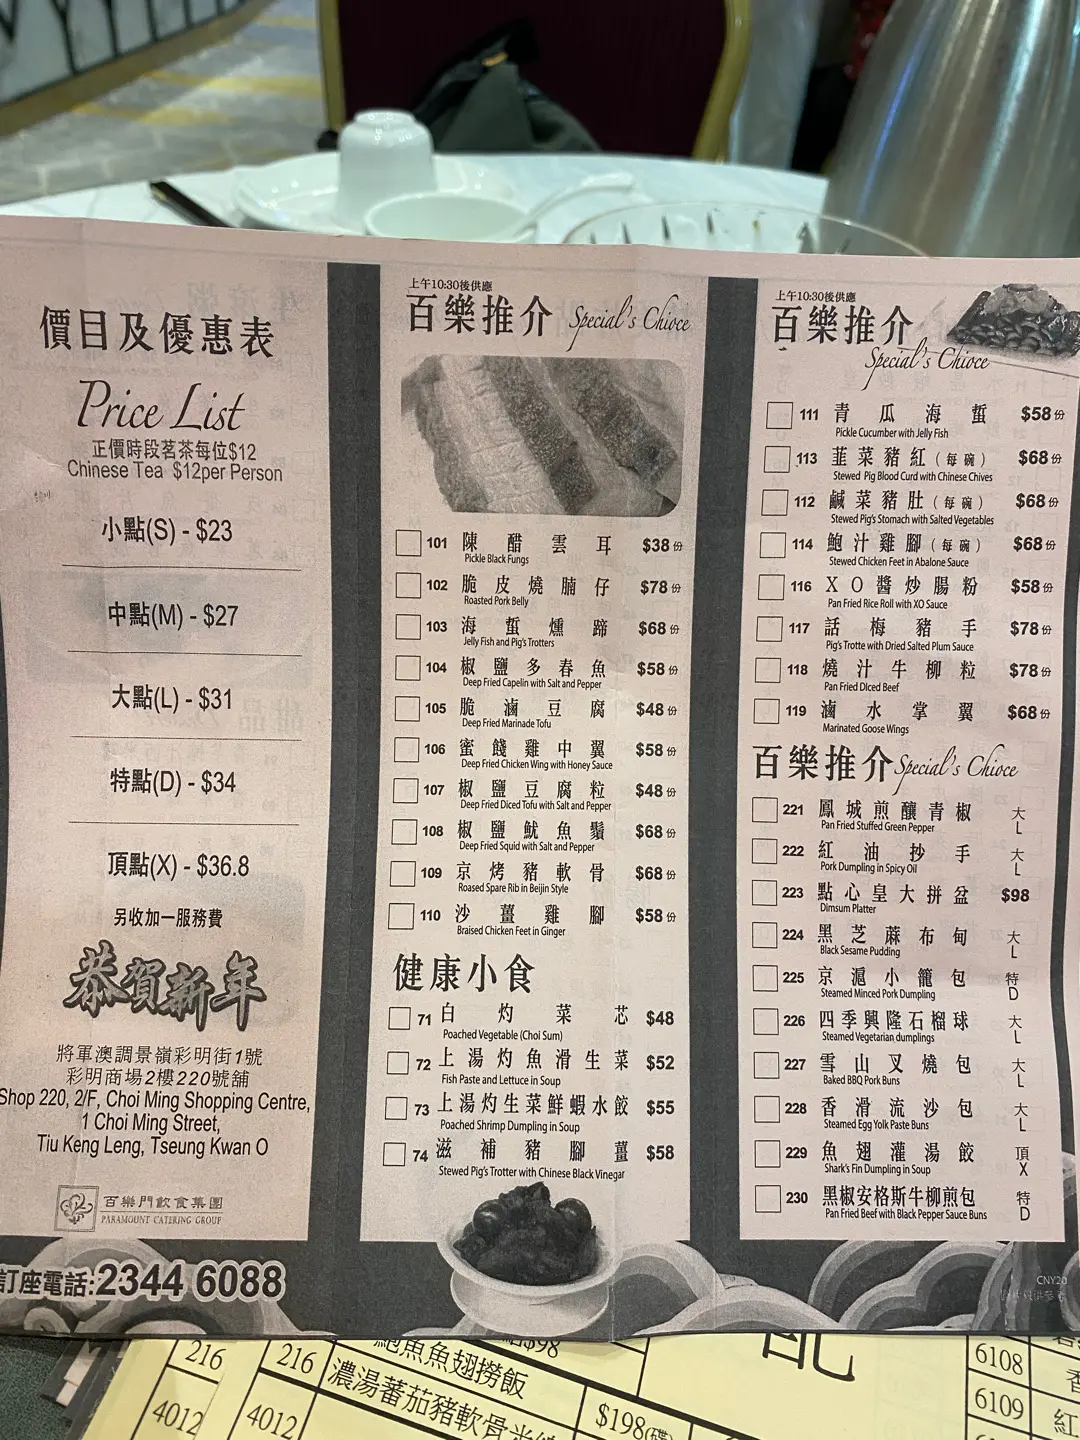 價目及優惠表
Price List
正價時段茗茶每位$12
Chinese Tea $12per Person
小點(S) - $23
中點(M) - $27
大點(L) - $31
特點(D) - $34
頂點(X) - $36.8
另收加一服務費
恭賀新年
將軍澳調景嶺彩明街1號
彩明商場2樓220號舖
Shop 220, 2/F, Choi Ming Shopping Centre,
1 Choi Ming Street,
Tiu Keng Leng, Tseung Kwan O
百樂門飲食集團
PARAMOUNT CATERING GROUP
訂座電話:2344 6088
上午10:30後供應
百樂推介 Special's Chioce
101 陳醋雲耳 $38份
Pickle Black Fungs
102 脆皮燒腩仔 $78份
Roasted Pork Belly
103 海蜇燻蹄 $68份
Jelly Fish and Pig's Trotters
104 椒鹽多春魚 $58份
Deep Fried Capelin with Salt and Pepper
105 脆滷豆腐 $48份
Deep Fried Marinade Tofu
106 蜜餞雞中翼 $58份
Deep Fried Chicken Wing with Honey Sauce
107 椒鹽豆腐粒 $48份
Deep Fried Diced Tofu with Salt and Pepper
108 椒鹽魷魚鬚 $68份
Deep Fried Squid with Salt and Pepper
109 京烤豬軟骨 $68份
Roased Spare Rib in Beijin Style
110 沙薑雞腳 $58份
Braised Chicken Feet in Ginger
健康小食
71 白灼菜芯 $48
Poached Vegetable (Choi Sum)
72 上湯灼魚滑生菜 $52
Fish Paste and Lettuce in Soup
73 上湯灼生菜鮮蝦水餃 $55
Poached Shrimp Dumpling in Soup
74 滋補豬腳薑 $58
Stewed Pig's Trotter with Chinese Black Vinegar
上午10:30後供應
百樂推介
Special's Chioce
111 青瓜海蜇 $58份
Pickle Cucumber with Jelly Fish
113 韮菜豬紅(每碗) $68份
Stewed Pig Blood Curd with Chinese Chives
112 鹹菜豬肚(每碗) $68份
Stewed Pig's Stomach with Salted Vegetables
114 鮑汁雞腳(每碗) $68份
Stewed Chicken Feet in Abalone Sauce
116 XO醬炒腸粉 $58份
Pan Fried Rice Roll with XO Sauce
117 話梅豬手 $78份
Pig's Trotte with Dried Salted Plum Sauce
118 燒汁牛柳粒 $78份
Pan Fried DIced Beef
119 滷水掌翼 $68份
Marinated Goose Wings
百樂推介 Special's Chioce
221 鳳城煎釀青椒 大L
Pan Fried Stuffed Green Pepper
222 紅油抄手 大L
Pork Dumpling in Spicy Oil
223 點心皇大拼盆 $98
Dimsum Platter
224 黑芝蔴布甸 大L
Black Sesame Pudding
225 京滬小籠包 特D
Steamed Minced Pork Dumpling
226 四季興隆石榴球 大L
Steamed Vegetarian dumplings
227 雪山叉燒包 大L
Baked BBQ Pork Buns
228 香滑流沙包 大L
Steamed Egg Yolk Paste Buns
229 魚翅灌湯餃 頂X
Shark's Fin Dumpling in Soup
230 黑椒安格斯牛柳煎包 特D
Pan Fried Beef with Black Pepper Sauce Buns
CNY20
216 216 鮑魚魚翅撈飯 $98
4012 4012 濃湯蕃茄豬軟骨 $198(碟)
6108
6109 紅